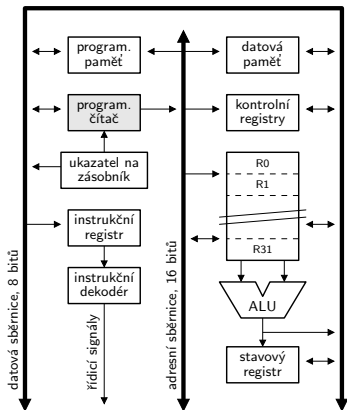 program.
paměť
datová
paměť
program.
čítač
kontrolní
registry
ukazatel na
zásobník
R0
R1
R31
instrukční
registr
instrukční
dekodér
ALU
stavový
registr
datová sběrnice, 8 bitů
řídicí signály
adresní sběrnice, 16 bitů